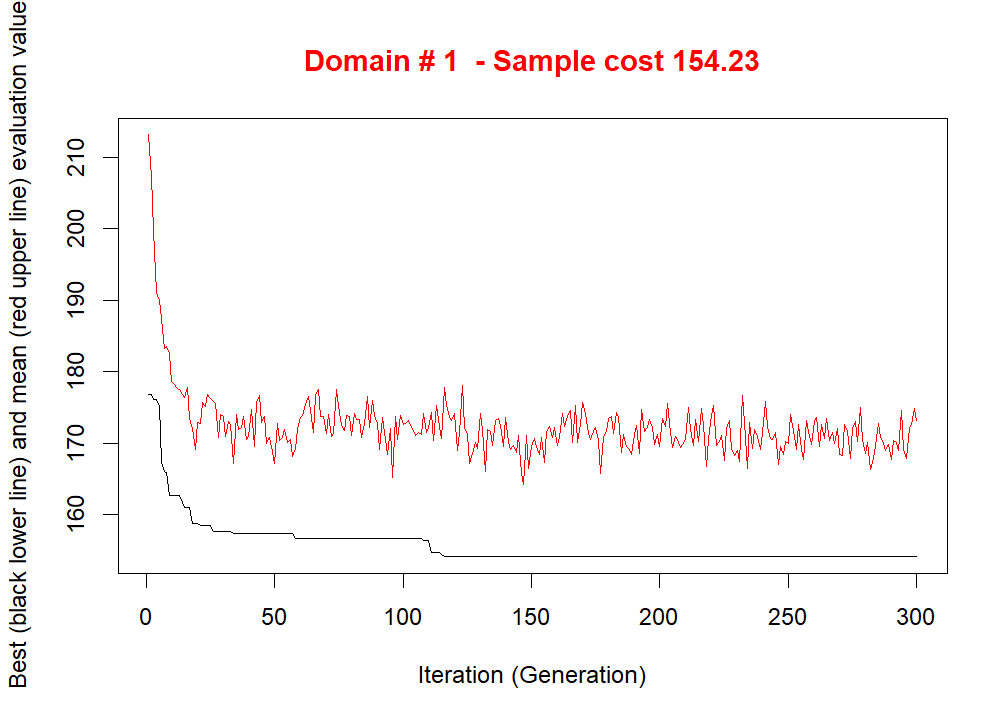 Domain # 1 - Sample cost 154.23
Best (black lower line) and mean (red upper line) evaluation value
210
200
190
180
170
160
0 50 100 150 200 250 300
Iteration (Generation)